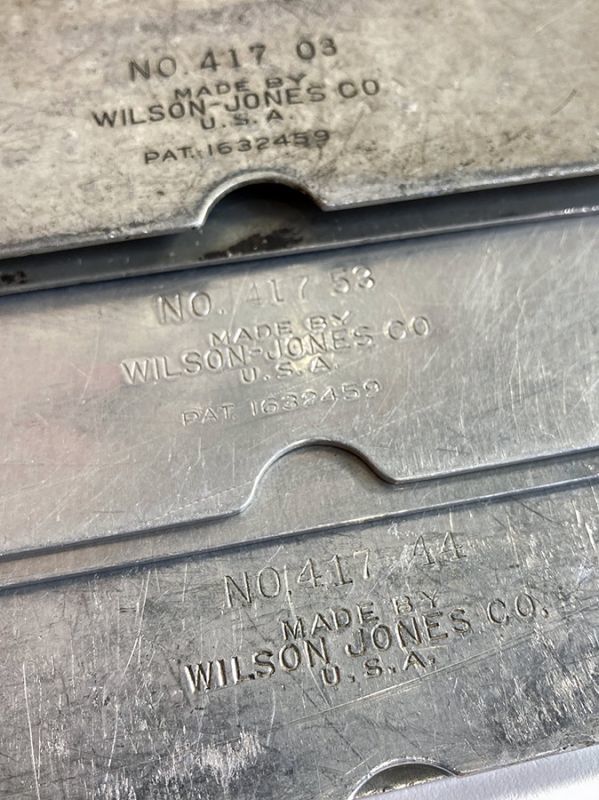 NO. 417 03
MADE BY
WILSON-JONES CO
U.S.A.
PAT. 1632459
NO. 417 53
MADE BY
WILSON-JONES CO
U.S.A.
PAT. 1632459
NO. 417 44
MADE BY
WILSON JONES CO.
U.S.A.